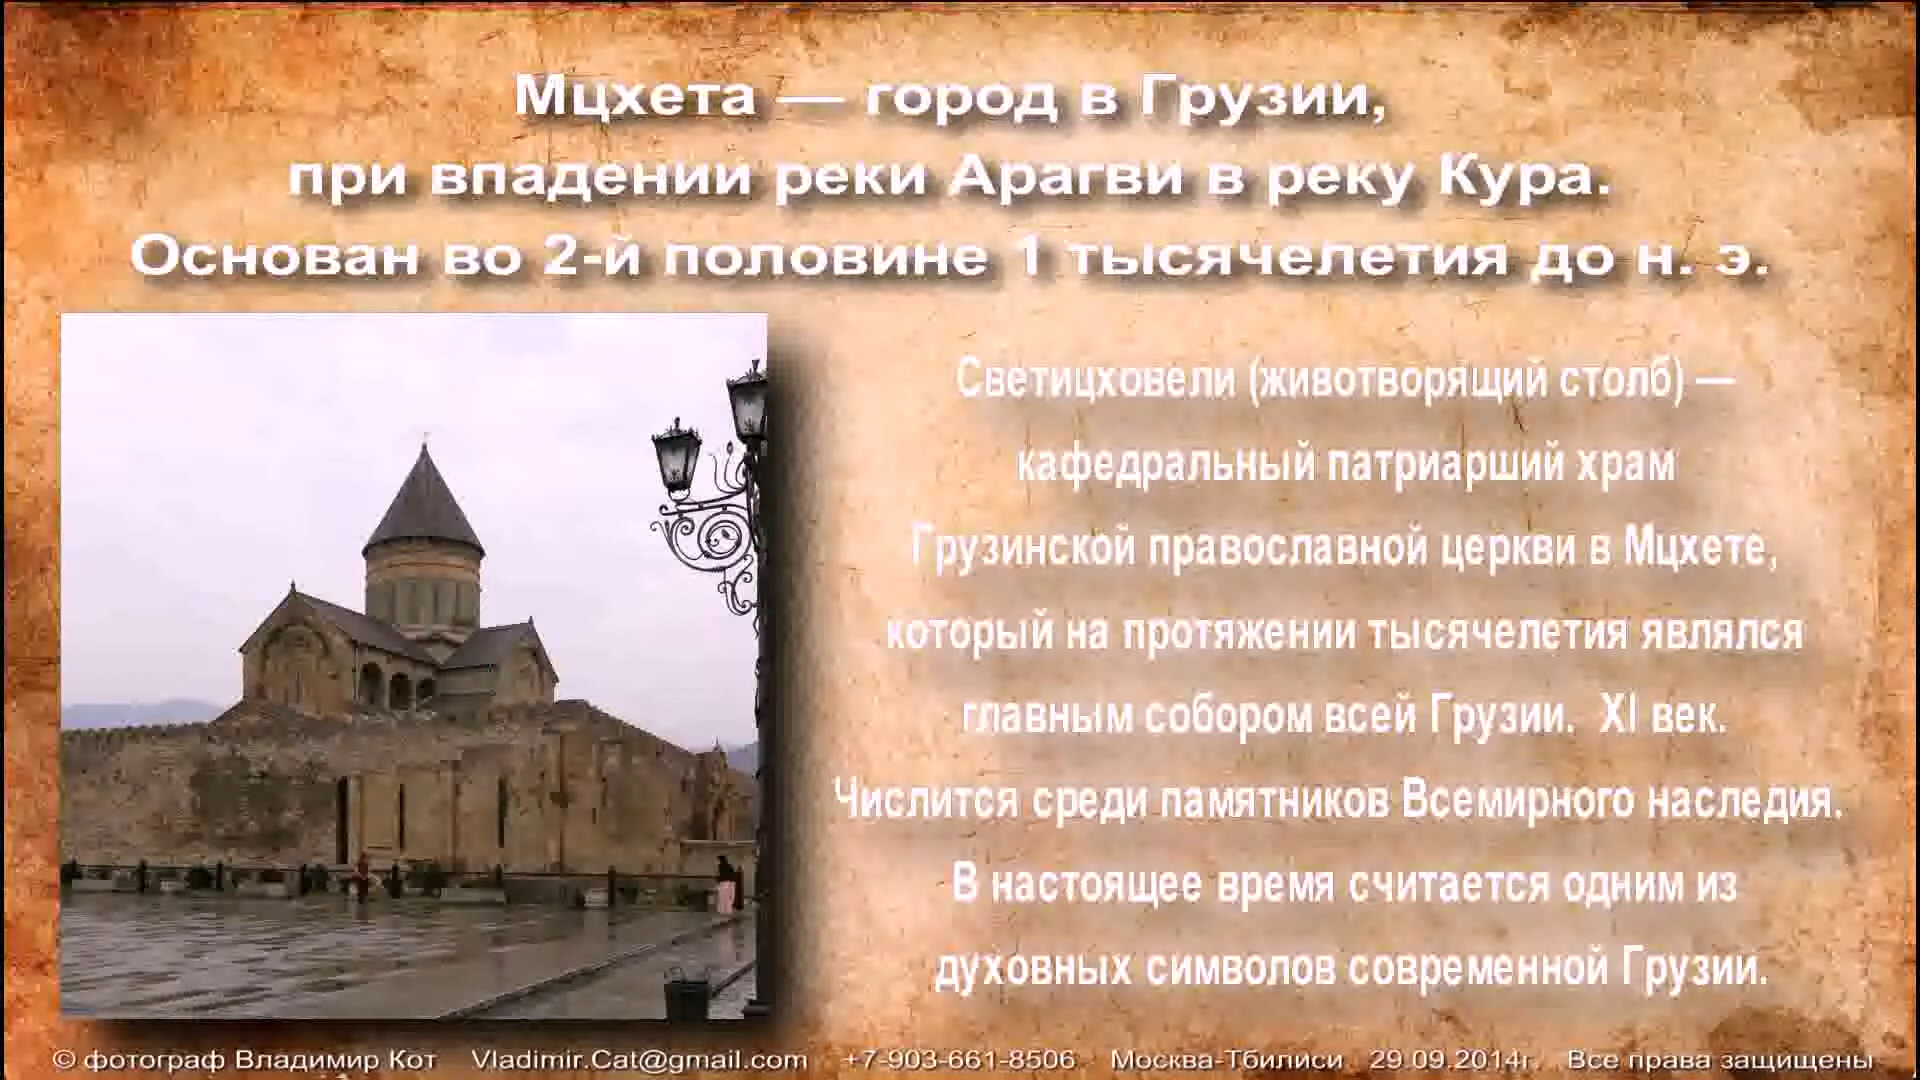 Мцхета — город в Грузии,
при впадении реки Арагви в реку Кура.
Основан во 2-й половине 1 тысячелетия до н. э.
Светицховели (животворящий столб) —
кафедральный патриарший храм
Грузинской православной церкви в Мцхете,
который на протяжении тысячелетия являлся
главным собором всей Грузии. XI век.
Числится среди памятников Всемирного наследия.
В настоящее время считается одним из
духовных символов современной Грузии.
© фотограф Владимир Кот Vladimir.Cat@gmail.com +7-903-661-8506 Москва-Тбилиси 29.09.2014г. Все права защищены